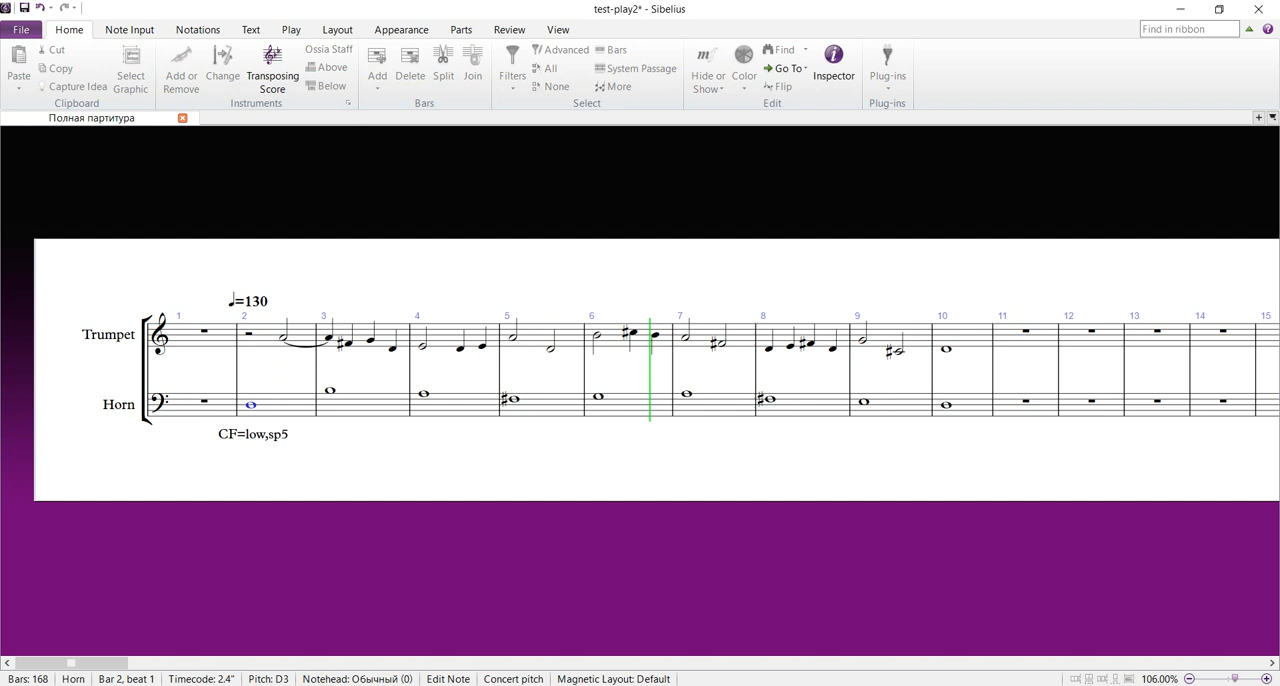 test-play2* - Sibelius
File Home Note Input Notations Text Play Layout Appearance Parts Review View Find in ribbon
Paste Cut Copy Capture Idea Select Graphic
Clipboard
Add or Remove Change Transposing Score Ossia Staff Above Below
Instruments
Add Delete Split Join
Bars
Filters Advanced All None Bars System Passage More
Select
Hide or Show Color Find Go To Flip Inspector
Edit
Plug-ins
Plug-ins
Полная партитура
=130
1 2 3 4 5 6 7 8 9 10 11 12 13 14 15
Trumpet
Horn
CF=low,sp5
Bars: 168 Horn Bar 2, beat 1 Timecode: 2.4" Pitch: D3 Notehead: Обычный (0) Edit Note Concert pitch Magnetic Layout: Default 106.00%